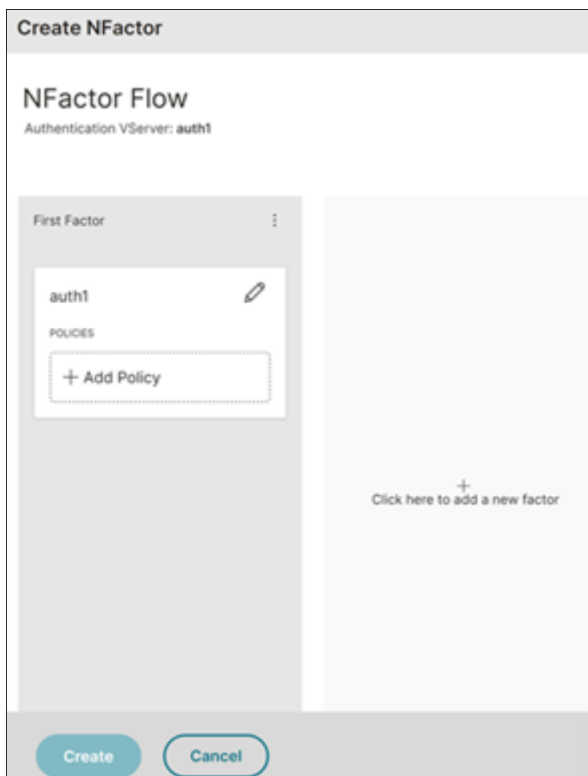 Create NFactor
NFactor Flow
Authentication VServer: auth1
First Factor
auth1
POLICIES
+ Add Policy
+
Click here to add a new factor
Create
Cancel